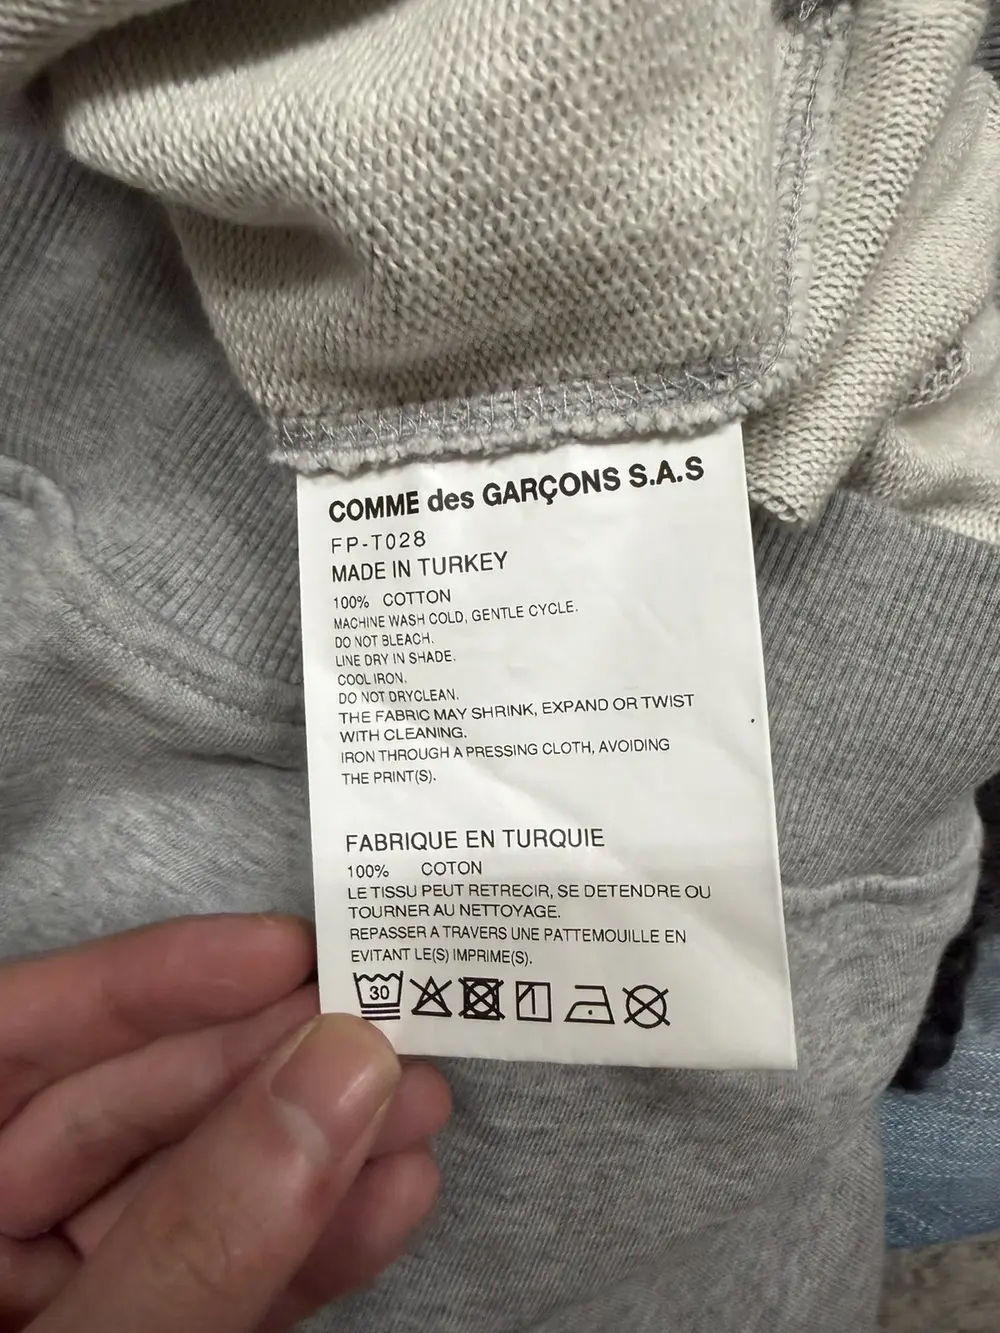 COMME des GARÇONS S.A.S
FP-T028
MADE IN TURKEY
100% COTTON
MACHINE WASH COLD, GENTLE CYCLE.
DO NOT BLEACH.
LINE DRY IN SHADE.
COOL IRON.
DO NOT DRYCLEAN.
THE FABRIC MAY SHRINK, EXPAND OR TWIST
WITH CLEANING.
IRON THROUGH A PRESSING CLOTH, AVOIDING
THE PRINT(S).
FABRIQUE EN TURQUIE
100% COTON
LE TISSU PEUT RETRECIR, SE DETENDRE OU
TOURNER AU NETTOYAGE.
REPASSER A TRAVERS UNE PATTEMOUILLE EN
EVITANT LE(S) IMPRIME(S).
30